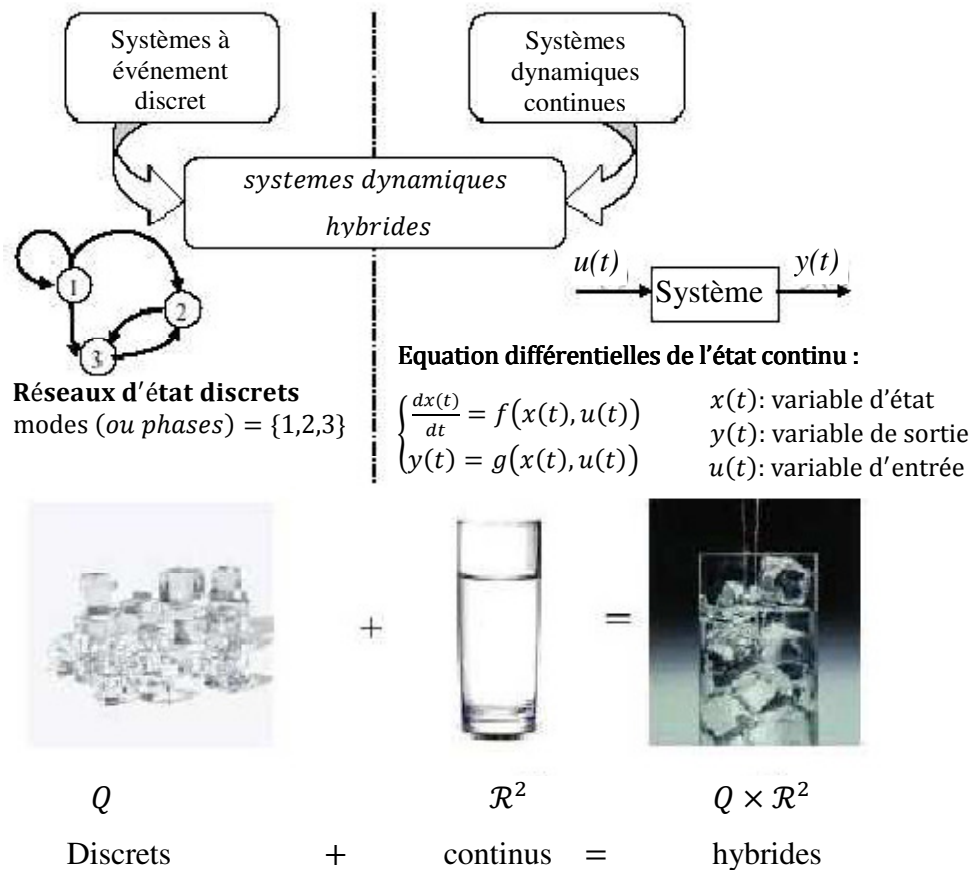 Systèmes à
événement
discret
Systèmes
dynamiques
continues
systemes dynamiques
hybrides
1
2
3
u(t)
Système
y(t)
Réseaux d'état discrets
modes (ou phases) = {1,2,3}
Equation différentielles de l'état continu :
dx(t)/dt = f(x(t), u(t))
y(t) = g(x(t), u(t))
x(t): variable d'état
y(t): variable de sortie
u(t): variable d'entrée
+ =
Q ℛ² Q × ℛ²
Discrets + continus = hybrides